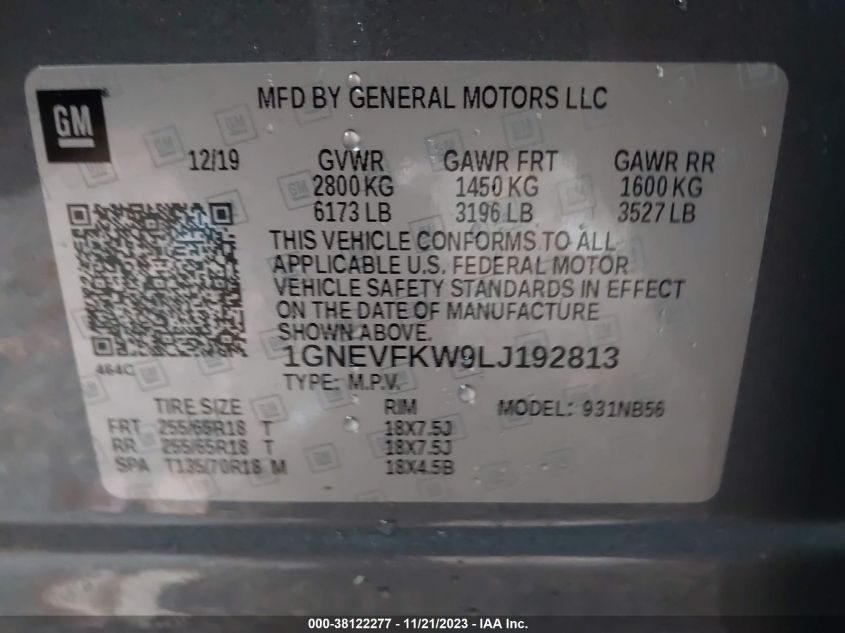 GM
MFD BY GENERAL MOTORS LLC
12/19 GVWR GAWR FRT GAWR RR
2800 KG 1450 KG 1600 KG
6173 LB 3196 LB 3527 LB
THIS VEHICLE CONFORMS TO ALL
APPLICABLE U.S. FEDERAL MOTOR
VEHICLE SAFETY STANDARDS IN EFFECT
ON THE DATE OF MANUFACTURE
SHOWN ABOVE.
464C
1GNEVFKW9LJ192813
TYPE: M.P.V.
TIRE SIZE RIM MODEL: 931NB56
FRT 255/65R18 T 18X7.5J
RR 255/65R18 T 18X7.5J
SPA T135/70R18 M 18X4.5B
000-38122277 - 11/21/2023 - IAA Inc.